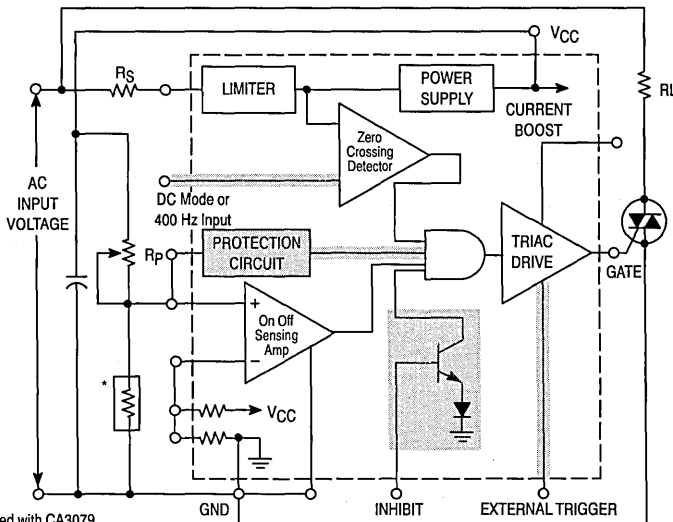 VCC
RS
LIMITER
POWER
SUPPLY
CURRENT
BOOST
RL
Zero
Crossing
Detector
AC
INPUT
VOLTAGE
DC Mode or
400 Hz Input
PROTECTION
CIRCUIT
RP
TRIAC
DRIVE
GATE
+
On Off
Sensing
Amp
−
*
VCC
GND
INHIBIT
EXTERNAL TRIGGER
with CA3079